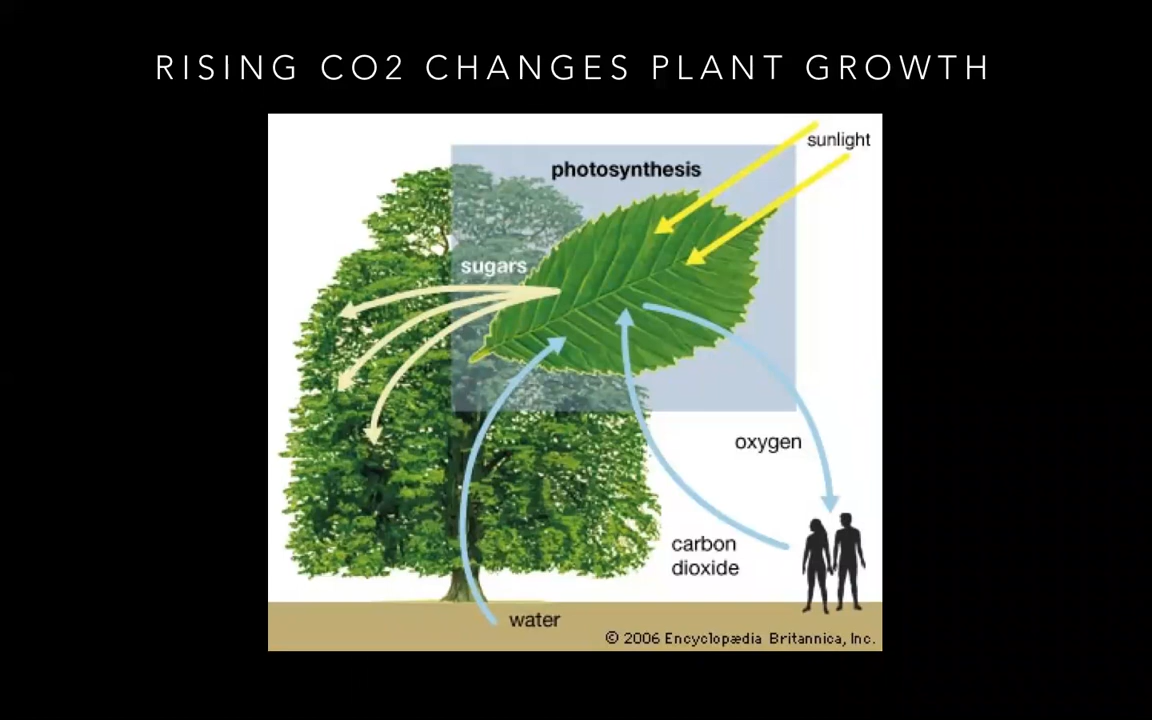 RISING CO2 CHANGES PLANT GROWTH
sunlight
photosynthesis
sugars
oxygen
carbon
dioxide
water
© 2006 Encyclopædia Britannica, Inc.